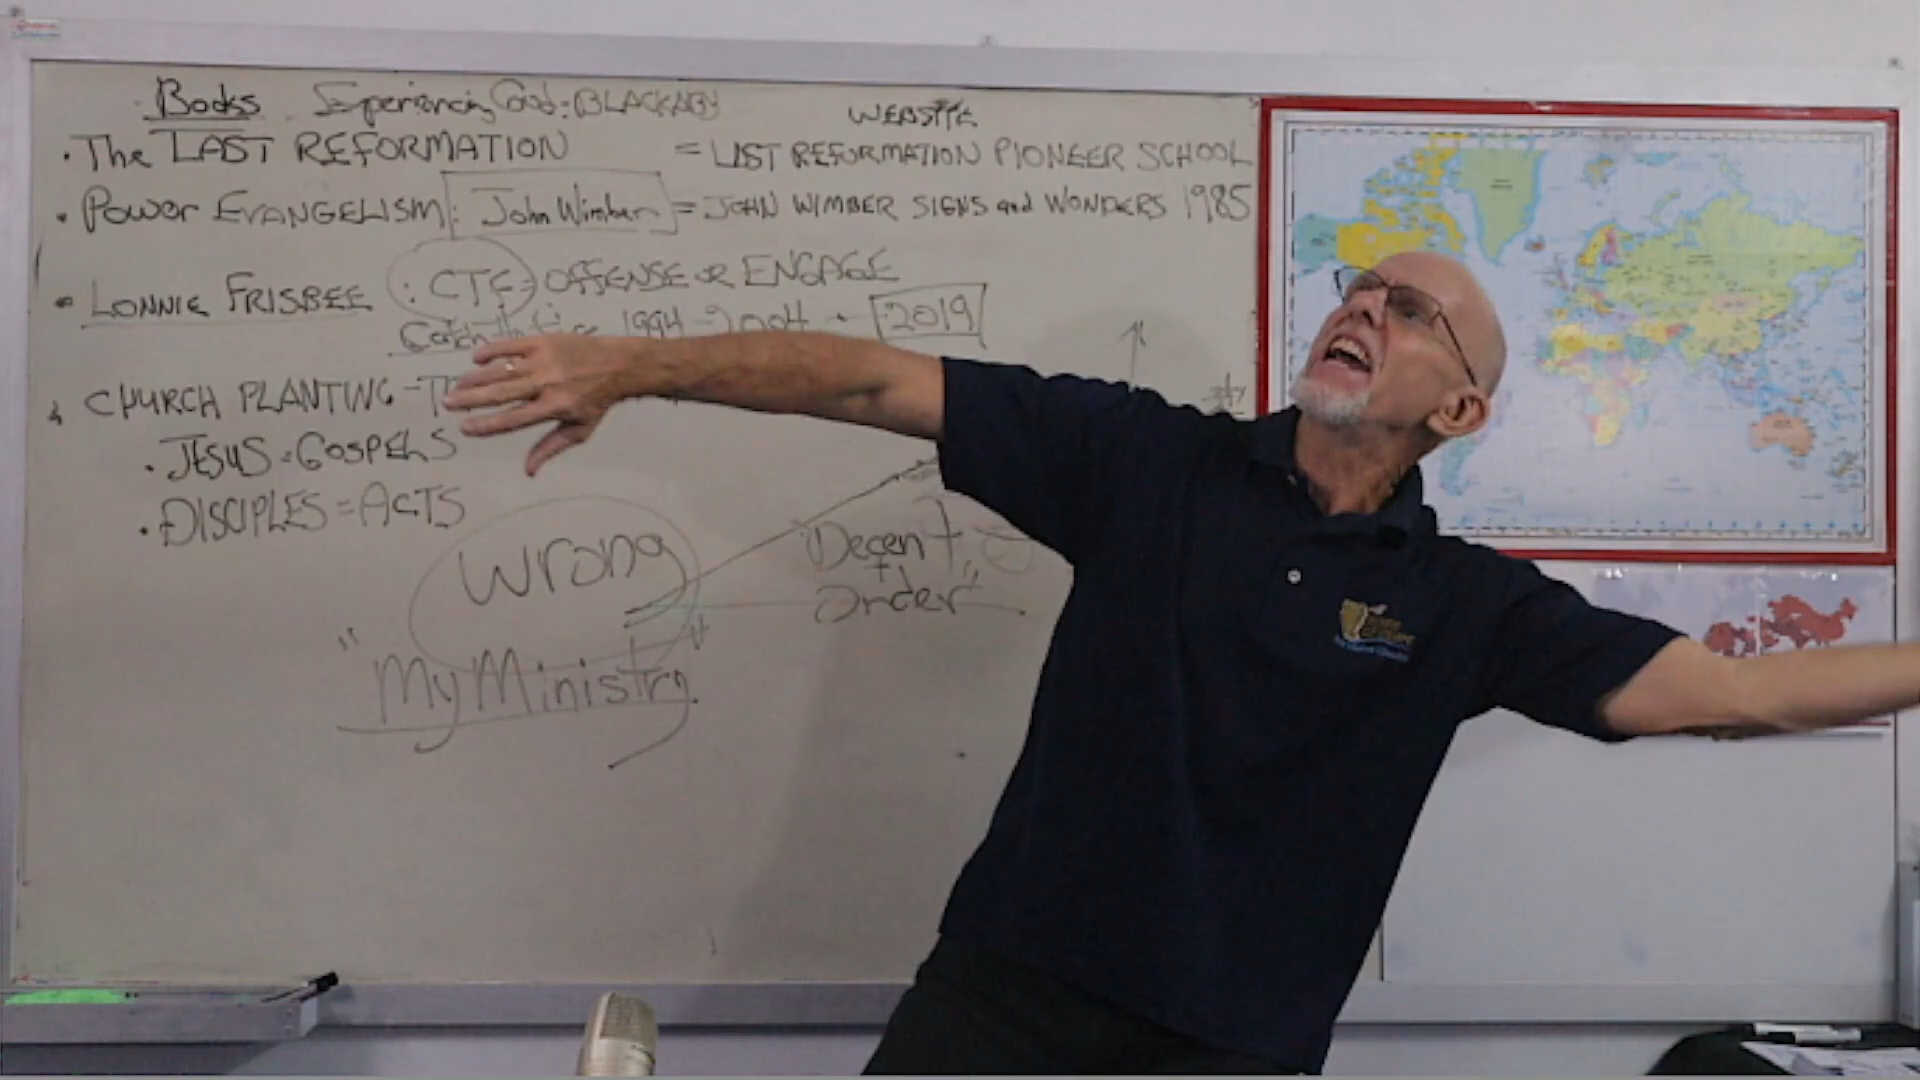 Books Experiencing God: BLACKABY
WEBSITE
• The LAST REFORMATION = LAST REFORMATION PIONEER SCHOOL
• POWER EVANGELISM: John Wimber = JOHN WIMBER SIGNS and WONDERS 1985
• LONNIE FRISBEE : CTF = OFFENSE or ENGAGE
1994-2004 • 2019
• CHURCH PLANTING -
• JESUS = GOSPELS
• DISCIPLES = ACTS
Wrong
"Decent + Order"
"My Ministry"